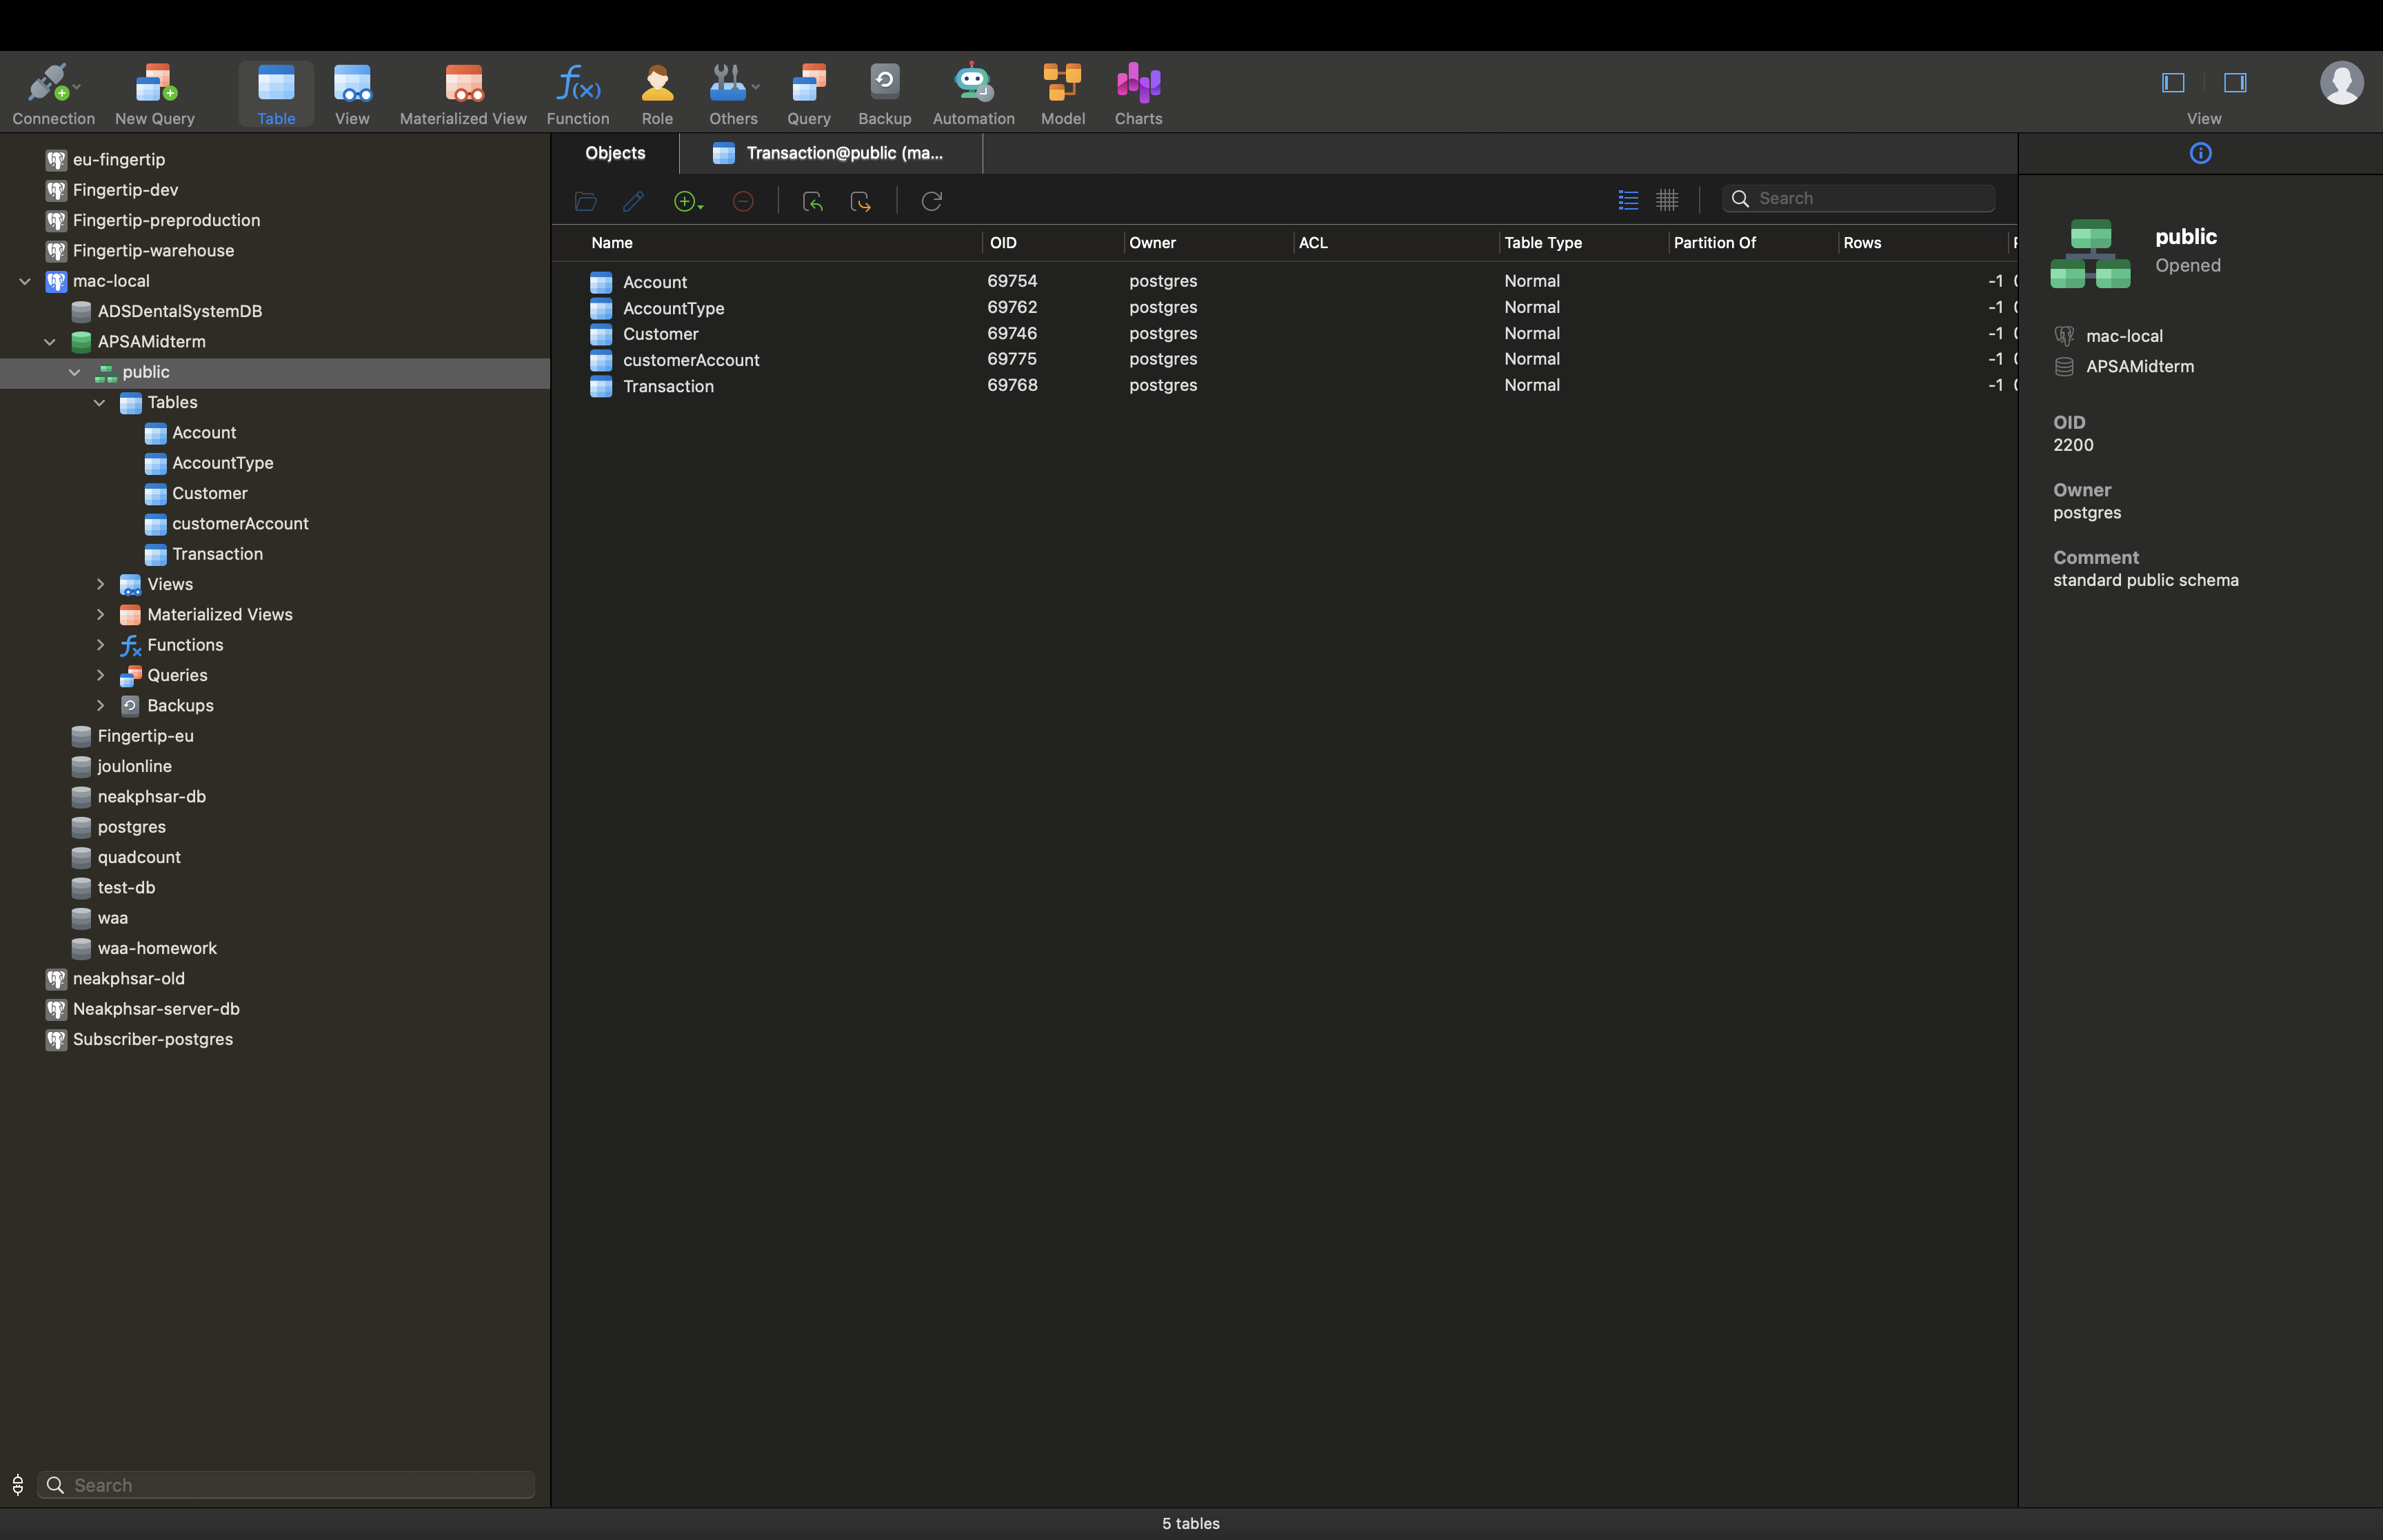 Connection New Query Table View Materialized View Function Role Others Query Backup Automation Model Charts View
Objects Transaction@public (ma...
eu-fingertip
Fingertip-dev
Fingertip-preproduction
Fingertip-warehouse
mac-local
ADSDentalSystemDB
APSAMidterm
public
Tables
Account
AccountType
Customer
customerAccount
Transaction
Views
Materialized Views
Functions
Queries
Backups
Fingertip-eu
joulonline
neakphsar-db
postgres
quadcount
test-db
waa
waa-homework
neakphsar-old
Neakphsar-server-db
Subscriber-postgres
Search
Search
Name OID Owner ACL Table Type Partition Of Rows
Account 69754 postgres Normal -1
AccountType 69762 postgres Normal -1
Customer 69746 postgres Normal -1
customerAccount 69775 postgres Normal -1
Transaction 69768 postgres Normal -1
public
Opened
mac-local
APSAMidterm
OID
2200
Owner
postgres
Comment
standard public schema
5 tables